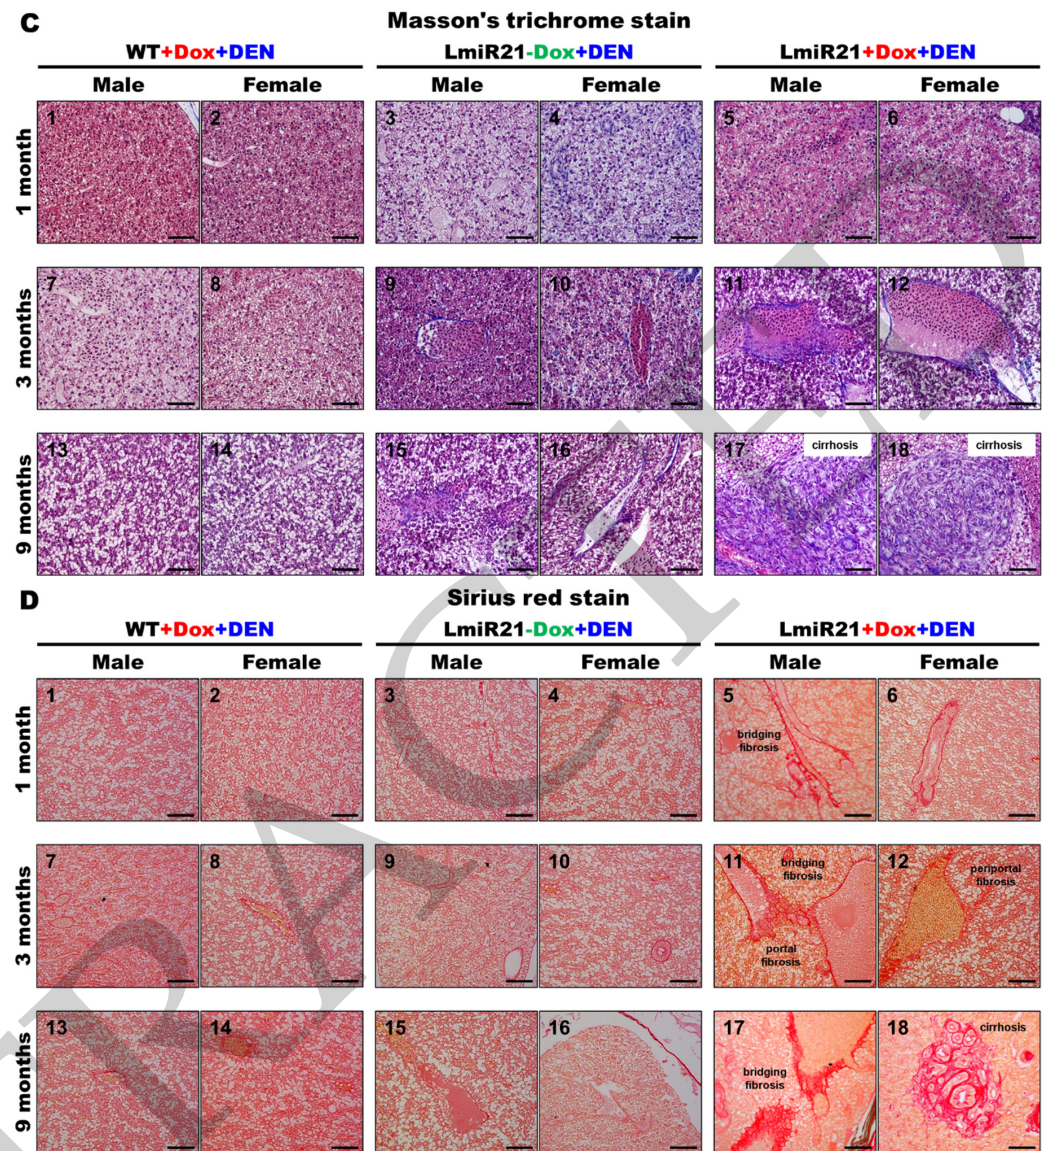 C
Masson's trichrome stain
WT+Dox+DEN LmiR21-Dox+DEN LmiR21+Dox+DEN
Male Female Male Female Male Female
1 month
1 2 3 4 5 6
3 months
7 8 9 10 11 12
9 months
13 14 15 16 17 cirrhosis 18 cirrhosis
D
Sirius red stain
WT+Dox+DEN LmiR21-Dox+DEN LmiR21+Dox+DEN
Male Female Male Female Male Female
1 month
1 2 3 4 5 6
bridging
fibrosis
3 months
7 8 9 10 11 12
bridging
fibrosis
periportal
fibrosis
portal
fibrosis
9 months
13 14 15 16 17 18
cirrhosis
bridging
fibrosis